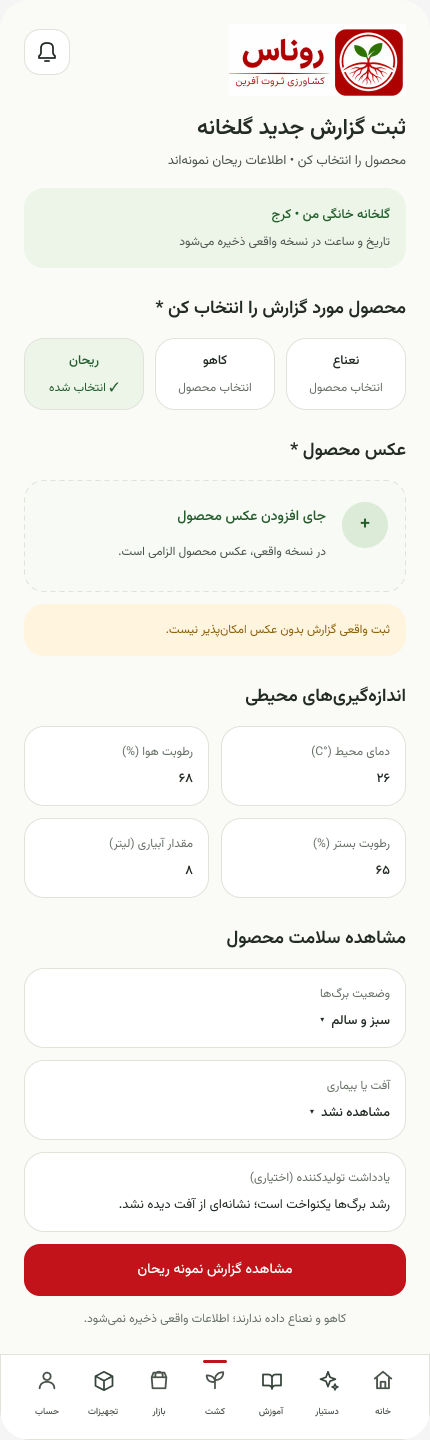 روناس
کشاورزی ثروت آفرین
ثبت گزارش جدید گلخانه
محصول را انتخاب کن • اطلاعات ریحان نمونه‌اند
گلخانه خانگی من • کرج
تاریخ و ساعت در نسخه واقعی ذخیره می‌شود
محصول مورد گزارش را انتخاب کن *
نعناع
کاهو
ریحان
انتخاب محصول
انتخاب محصول
✓ انتخاب شده
عکس محصول *
+
جای افزودن عکس محصول
در نسخه واقعی، عکس محصول الزامی است.
ثبت واقعی گزارش بدون عکس امکان‌پذیر نیست.
اندازه‌گیری‌های محیطی
دمای محیط (°C)
رطوبت هوا (%)
۲۶
۶۸
رطوبت بستر (%)
مقدار آبیاری (لیتر)
۶۵
۸
مشاهده سلامت محصول
وضعیت برگ‌ها
سبز و سالم ▾
آفت یا بیماری
مشاهده نشد ▾
یادداشت تولیدکننده (اختیاری)
رشد برگ‌ها یکنواخت است؛ نشانه‌ای از آفت دیده نشد.
مشاهده گزارش نمونه ریحان
کاهو و نعناع داده ندارند؛ اطلاعات واقعی ذخیره نمی‌شود.
خانه
دستیار
آموزش
کشت
بازار
تجهیزات
حساب